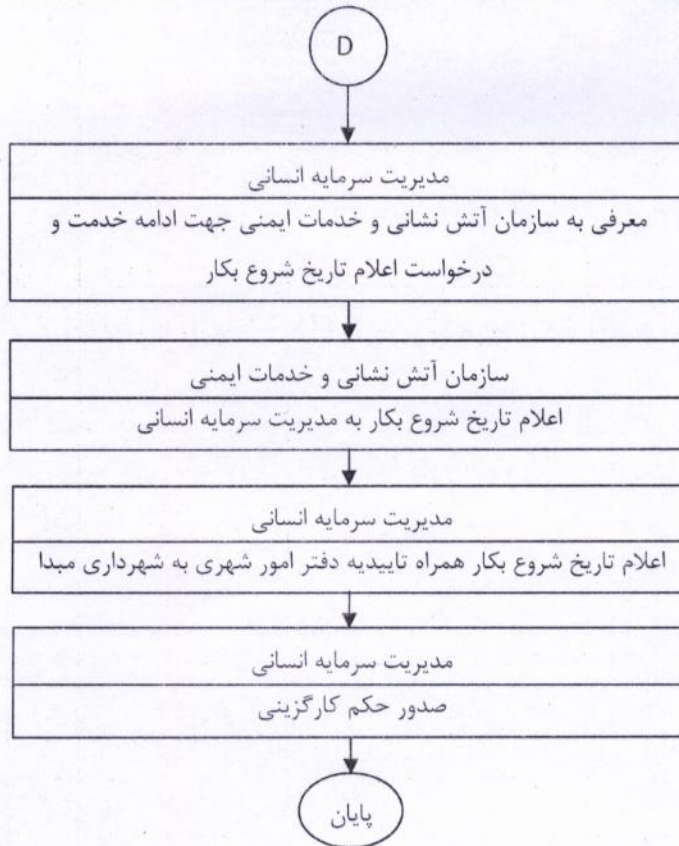 D
مدیریت سرمایه انسانی
معرفی به سازمان آتش نشانی و خدمات ایمنی جهت ادامه خدمت و
درخواست اعلام تاریخ شروع بکار
سازمان آتش نشانی و خدمات ایمنی
اعلام تاریخ شروع بکار به مدیریت سرمایه انسانی
مدیریت سرمایه انسانی
اعلام تاریخ شروع بکار همراه تاییدیه دفتر امور شهری به شهرداری مبدا
مدیریت سرمایه انسانی
صدور حکم کارگزینی
پایان